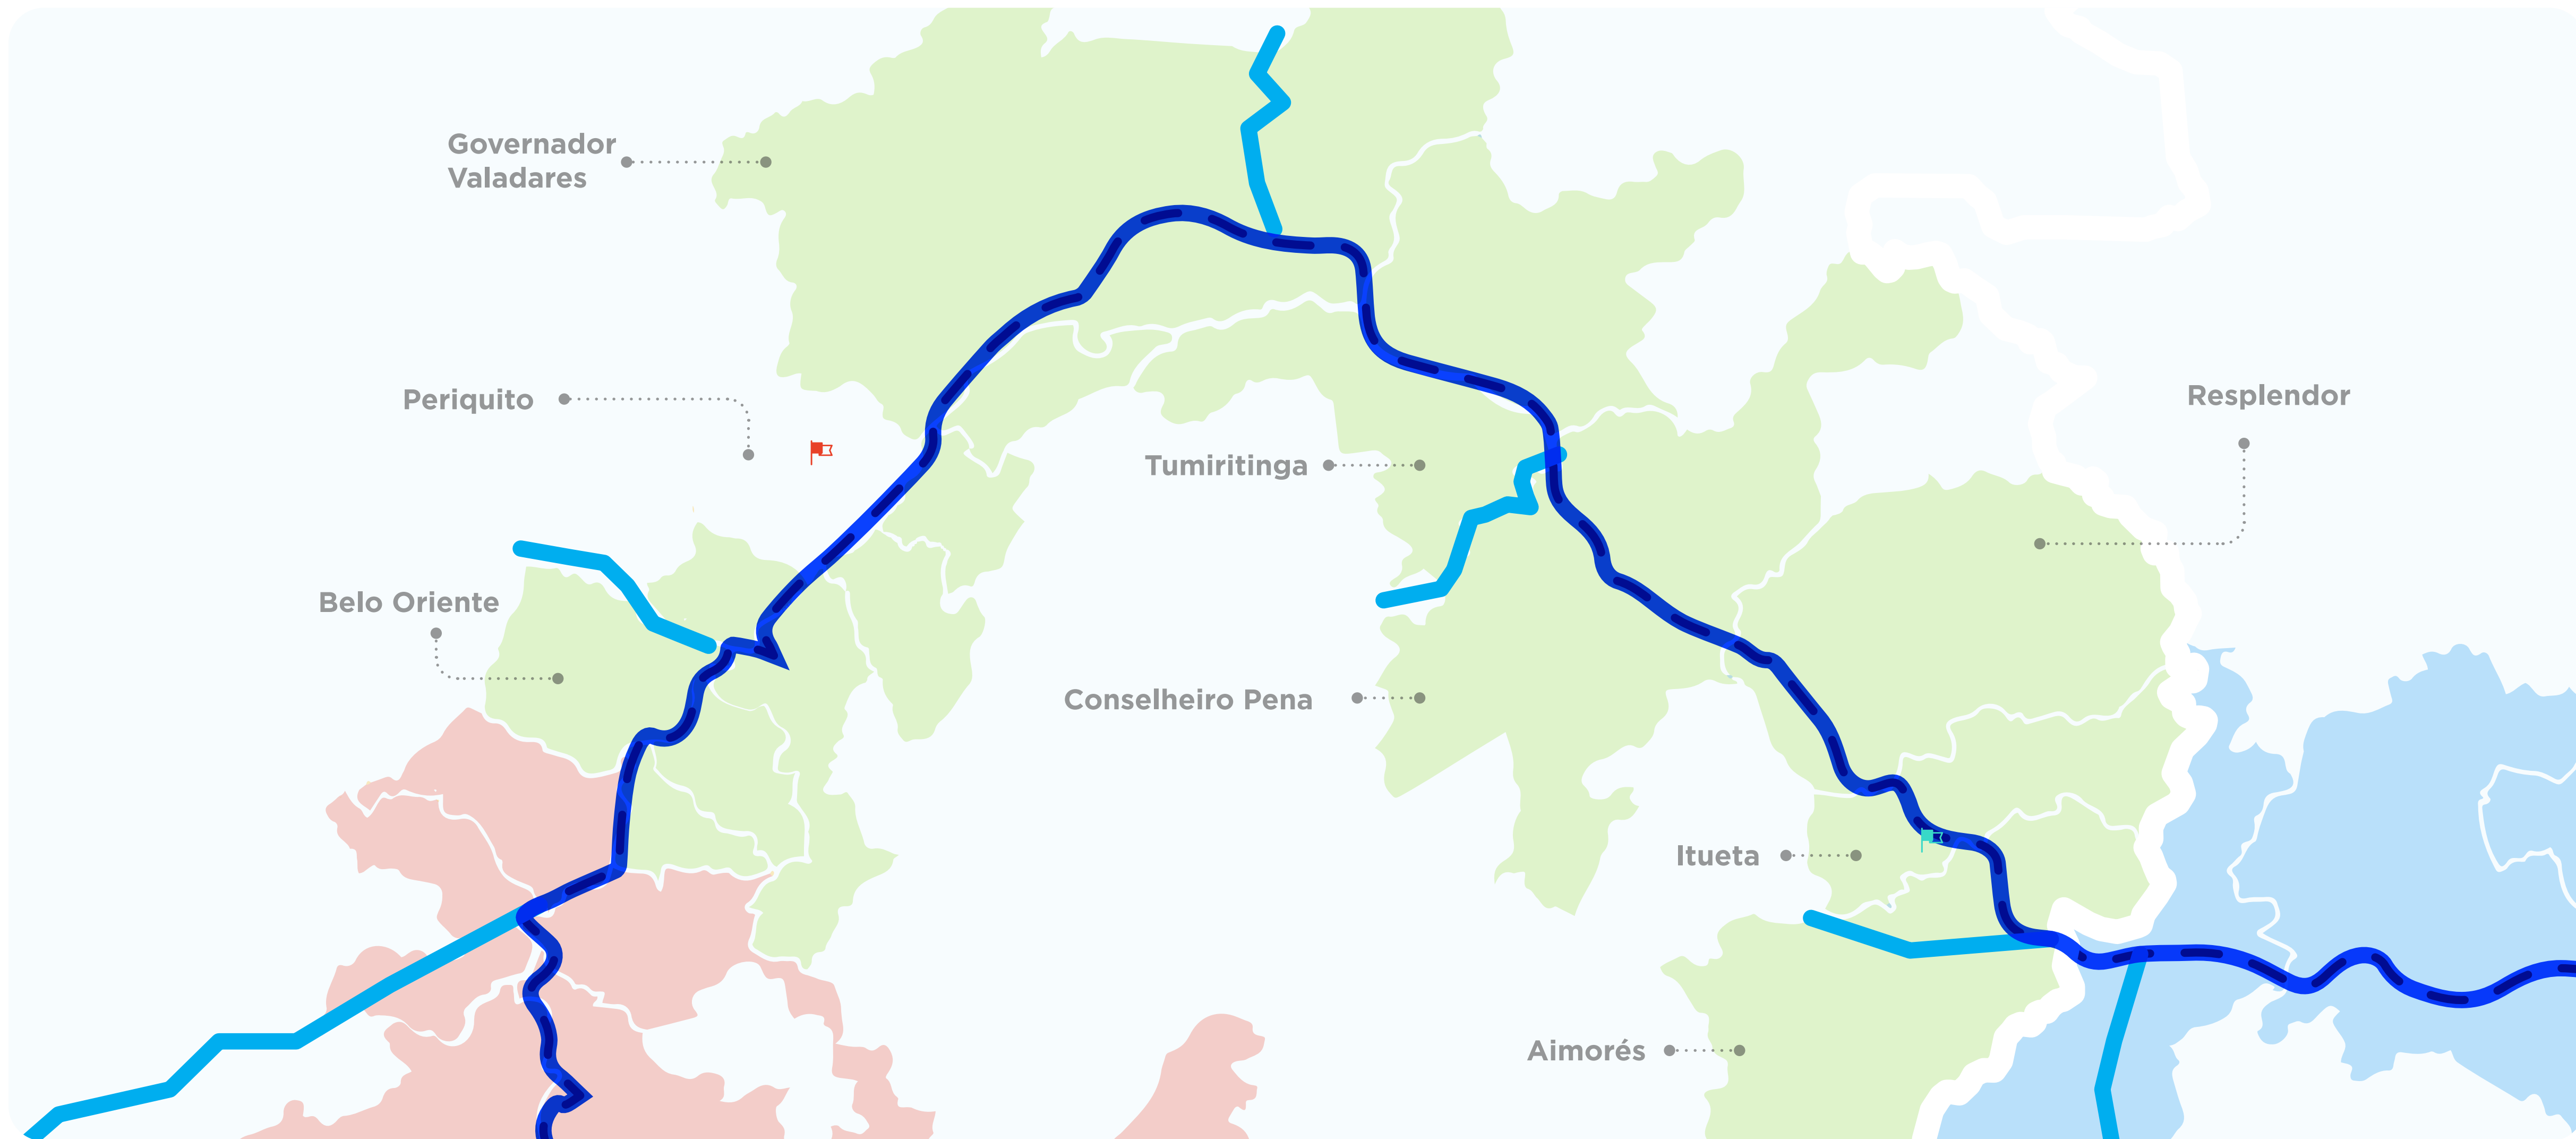 Governador
Valadares
Periquito
Resplendor
Tumiritinga
Belo Oriente
Conselheiro Pena
Itueta
Aimorés